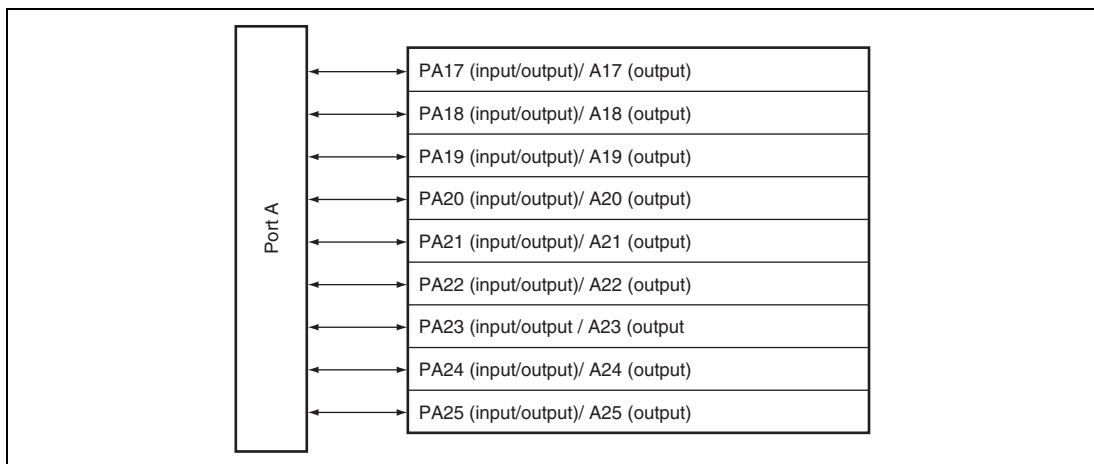 Port A
PA17 (input/output)/ A17 (output)
PA18 (input/output)/ A18 (output)
PA19 (input/output)/ A19 (output)
PA20 (input/output)/ A20 (output)
PA21 (input/output)/ A21 (output)
PA22 (input/output)/ A22 (output)
PA23 (input/output / A23 (output
PA24 (input/output)/ A24 (output)
PA25 (input/output)/ A25 (output)